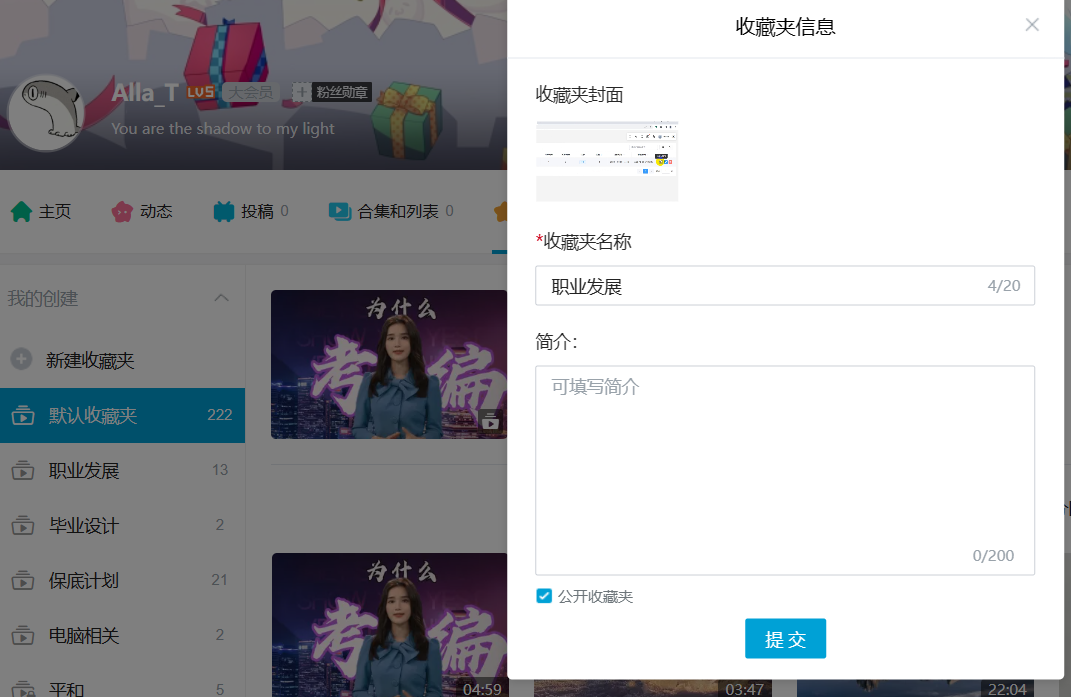 Alla_T LV5 大会员 + 粉丝勋章
You are the shadow to my light
主页 动态 投稿 0 合集和列表 0
我的创建
新建收藏夹
默认收藏夹 222
职业发展 13
毕业设计 2
保底计划 21
电脑相关 2
平和 5
为什么
考编
为什么
考编
04:59
03:47
22:04
收藏夹信息
收藏夹封面
*收藏夹名称
职业发展 4/20
简介：
可填写简介
0/200
公开收藏夹
提交